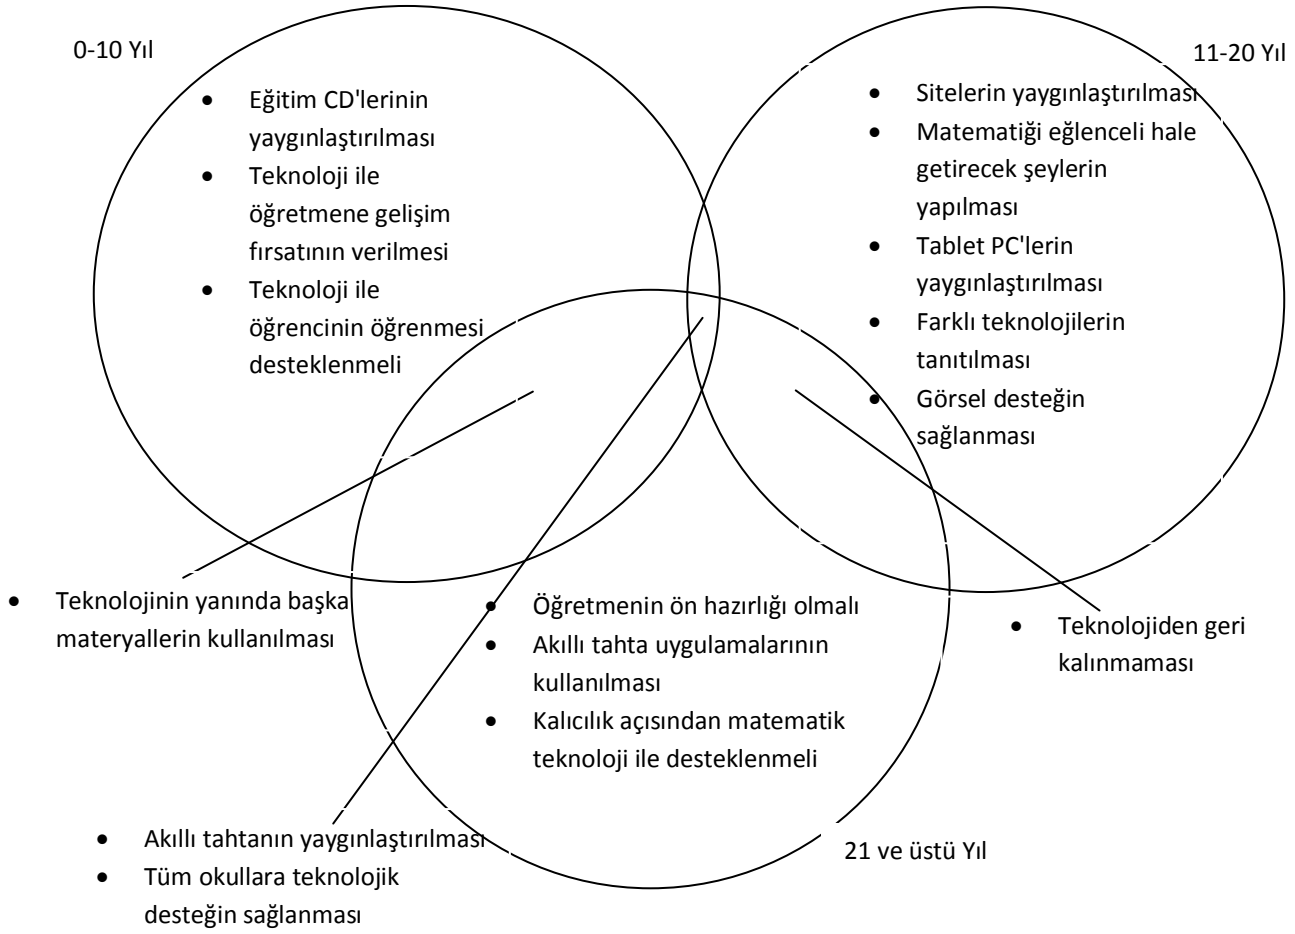 0-10 Yıl
Eğitim CD'lerinin
yaygınlaştırılması
Teknoloji ile
öğretmene gelişim
fırsatının verilmesi
Teknoloji ile
öğrencinin öğrenmesi
desteklenmeli
11-20 Yıl
Sitelerin yaygınlaştırılması
Matematiği eğlenceli hale
getirecek şeylerin
yapılması
Tablet PC'lerin
yaygınlaştırılması
Farklı teknolojilerin
tanıtılması
Görsel desteğin
sağlanması
Teknolojinin yanında başka
materyallerin kullanılması
Öğretmenin ön hazırlığı olmalı
Akıllı tahta uygulamalarının
kullanılması
Kalıcılık açısından matematik
teknoloji ile desteklenmeli
Teknolojiden geri
kalınmaması
Akıllı tahtanın yaygınlaştırılması
Tüm okullara teknolojik
desteğin sağlanması
21 ve üstü Yıl